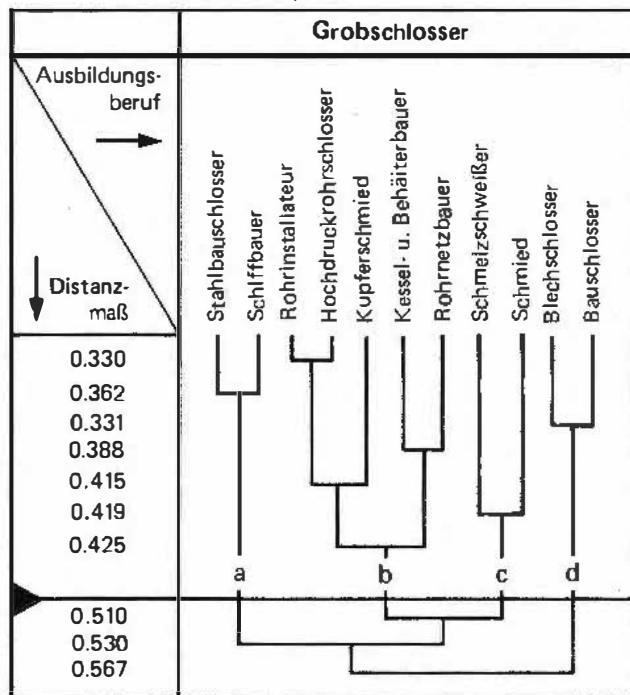 Grobschlosser
Ausbildungs-
beruf
Distanz-
maß
Stahlbauschlosser
Schiffbauer
Rohrinstallateur
Hochdruckrohrschlosser
Kupferschmied
Kessel- u. Behälterbauer
Rohrnetzbauer
Schmelzschweißer
Schmied
Blechschlosser
Bauschlosser
0.330
0.362
0.331
0.388
0.415
0.419
0.425
a b c d
0.510
0.530
0.567